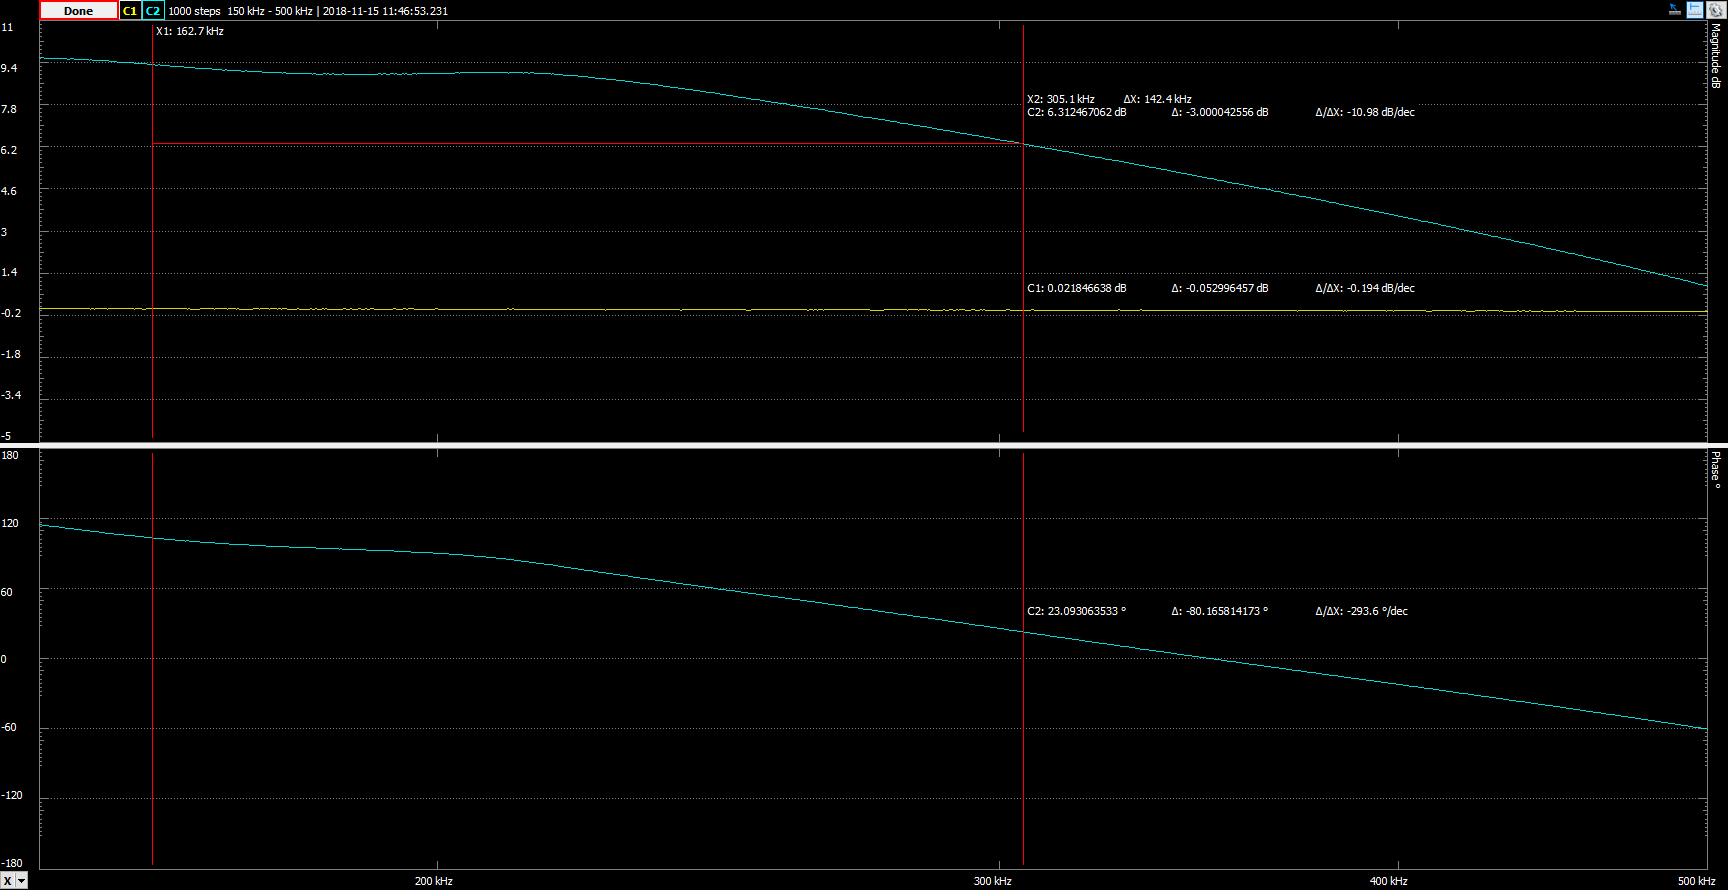 Done C1 C2 1000 steps 150 kHz - 500 kHz | 2018-11-15 11:46:53.231
X1: 162.7 kHz
11
9.4
7.8
6.2
4.6
3
1.4
-0.2
-1.8
-3.4
-5
Magnitude dB
X2: 305.1 kHz ΔX: 142.4 kHz
C2: 6.312467062 dB Δ: -3.000042556 dB Δ/ΔX: -10.98 dB/dec
C1: 0.021846638 dB Δ: -0.052996457 dB Δ/ΔX: -0.194 dB/dec
180
120
60
0
-60
-120
-180
Phase °
C2: 23.093063533 ° Δ: -80.165814173 ° Δ/ΔX: -293.6 °/dec
X
200 kHz 300 kHz 400 kHz 500 kHz